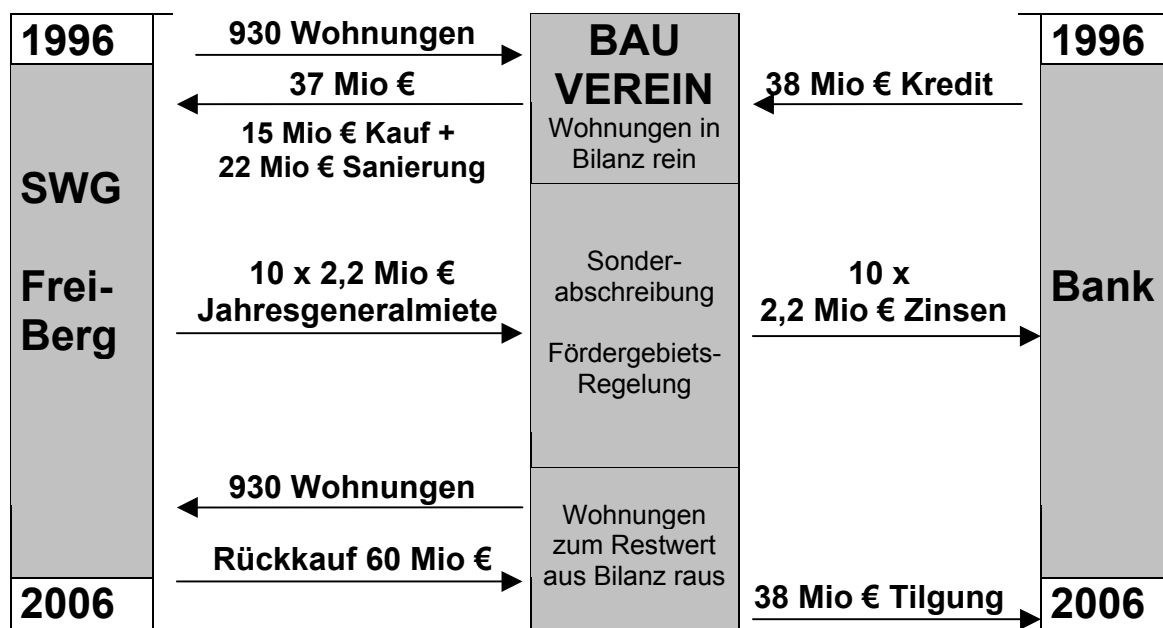 1996
930 Wohnungen
BAU
VEREIN
1996
37 Mio €
38 Mio € Kredit
15 Mio € Kauf +
22 Mio € Sanierung
Wohnungen in
Bilanz rein
SWG
Frei-
Berg
10 x 2,2 Mio €
Jahresgeneralmiete
Sonder-
abschreibung
Fördergebiets-
Regelung
10 x
2,2 Mio € Zinsen
Bank
930 Wohnungen
Rückkauf 60 Mio €
Wohnungen
zum Restwert
aus Bilanz raus
38 Mio € Tilgung
2006
2006